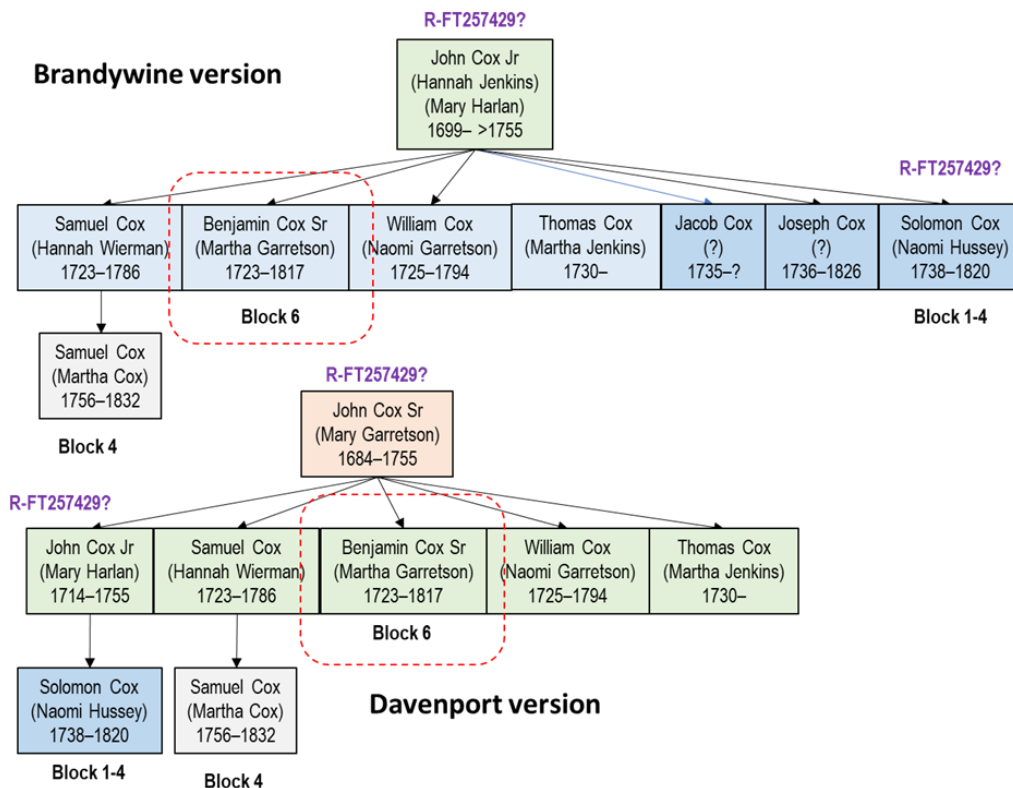 R-FT257429?
Brandywine version
John Cox Jr
(Hannah Jenkins)
(Mary Harlan)
1699– >1755
R-FT257429?
Samuel Cox
(Hannah Wierman)
1723–1786
Benjamin Cox Sr
(Martha Garretson)
1723–1817
William Cox
(Naomi Garretson)
1725–1794
Thomas Cox
(Martha Jenkins)
1730–
Jacob Cox
(?)
1735–?
Joseph Cox
(?)
1736–1826
Solomon Cox
(Naomi Hussey)
1738–1820
Block 6
Block 1-4
Samuel Cox
(Martha Cox)
1756–1832
Block 4
R-FT257429?
John Cox Sr
(Mary Garretson)
1684–1755
R-FT257429?
John Cox Jr
(Mary Harlan)
1714–1755
Samuel Cox
(Hannah Wierman)
1723–1786
Benjamin Cox Sr
(Martha Garretson)
1723–1817
William Cox
(Naomi Garretson)
1725–1794
Thomas Cox
(Martha Jenkins)
1730–
Block 6
Solomon Cox
(Naomi Hussey)
1738–1820
Samuel Cox
(Martha Cox)
1756–1832
Davenport version
Block 1-4
Block 4